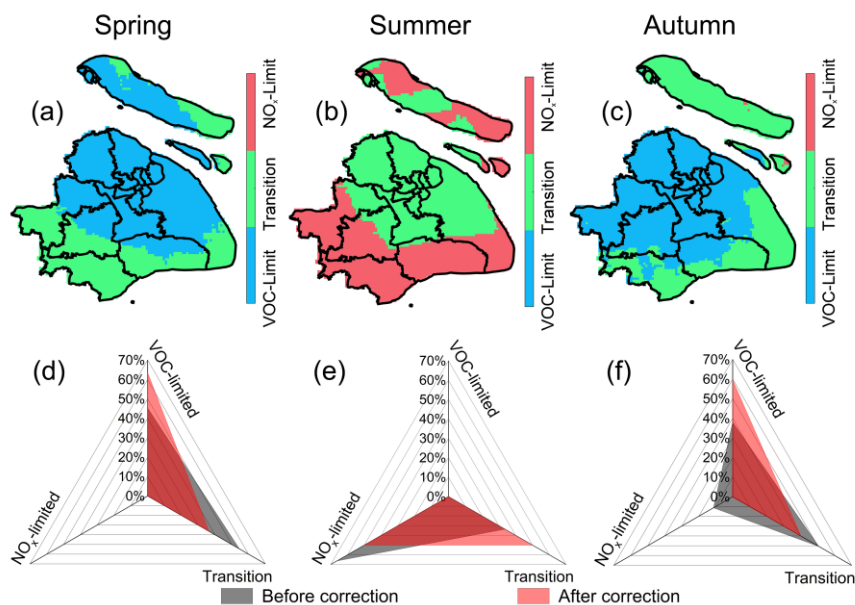 Spring
Summer
Autumn
(a)
VOC-Limit Transition NOx-Limit
(b)
VOC-Limit Transition NOx-Limit
(c)
VOC-Limit Transition NOx-Limit
(d)
VOC-limited
70%
60%
50%
40%
30%
20%
10%
0%
NOx-limited
Transition
(e)
VOC-limited
70%
60%
50%
40%
30%
20%
10%
0%
NOx-limited
Transition
(f)
VOC-limited
70%
60%
50%
40%
30%
20%
10%
0%
NOx-limited
Transition
Before correction
After correction